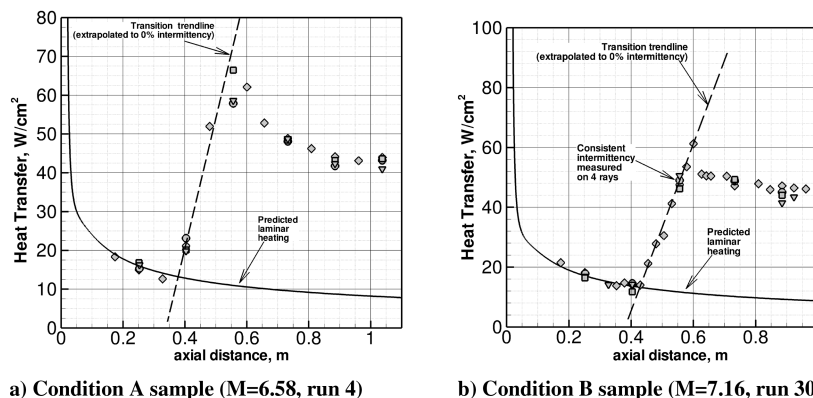 80
70
60
50
40
30
20
10
0
Heat Transfer, W/cm²
Transition trendline
(extrapolated to 0% intermittency)
Predicted
laminar
heating
0 0.2 0.4 0.6 0.8 1
axial distance, m
a) Condition A sample (M=6.58, run 4)
100
80
60
40
20
0
Heat Transfer, W/cm²
Transition trendline
(extrapolated to 0% intermittency)
Consistent
intermittency
measured
on 4 rays
Predicted
laminar
heating
0 0.2 0.4 0.6 0.8
axial distance, m
b) Condition B sample (M=7.16, run 30